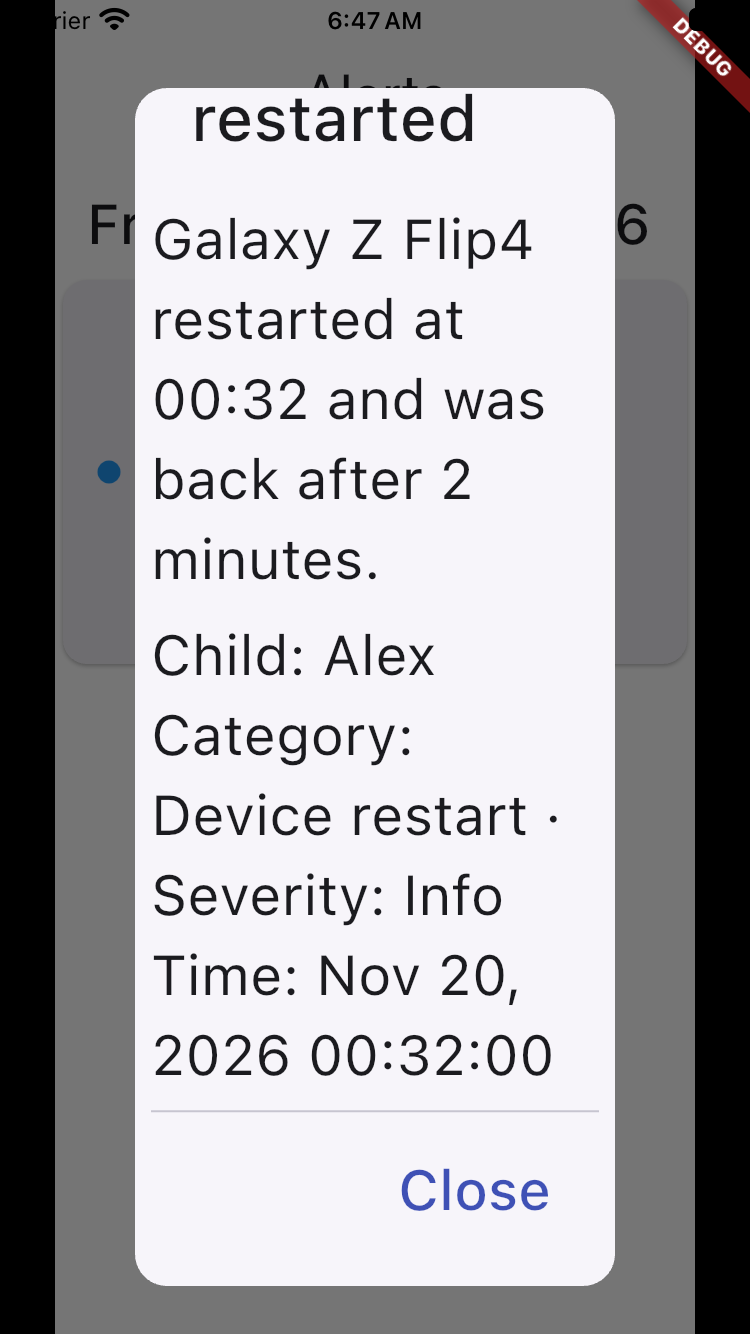 6:47 AM
DEBUG
restarted
Galaxy Z Flip4
restarted at
00:32 and was
back after 2
minutes.
Child: Alex
Category:
Device restart ·
Severity: Info
Time: Nov 20,
2026 00:32:00
Close